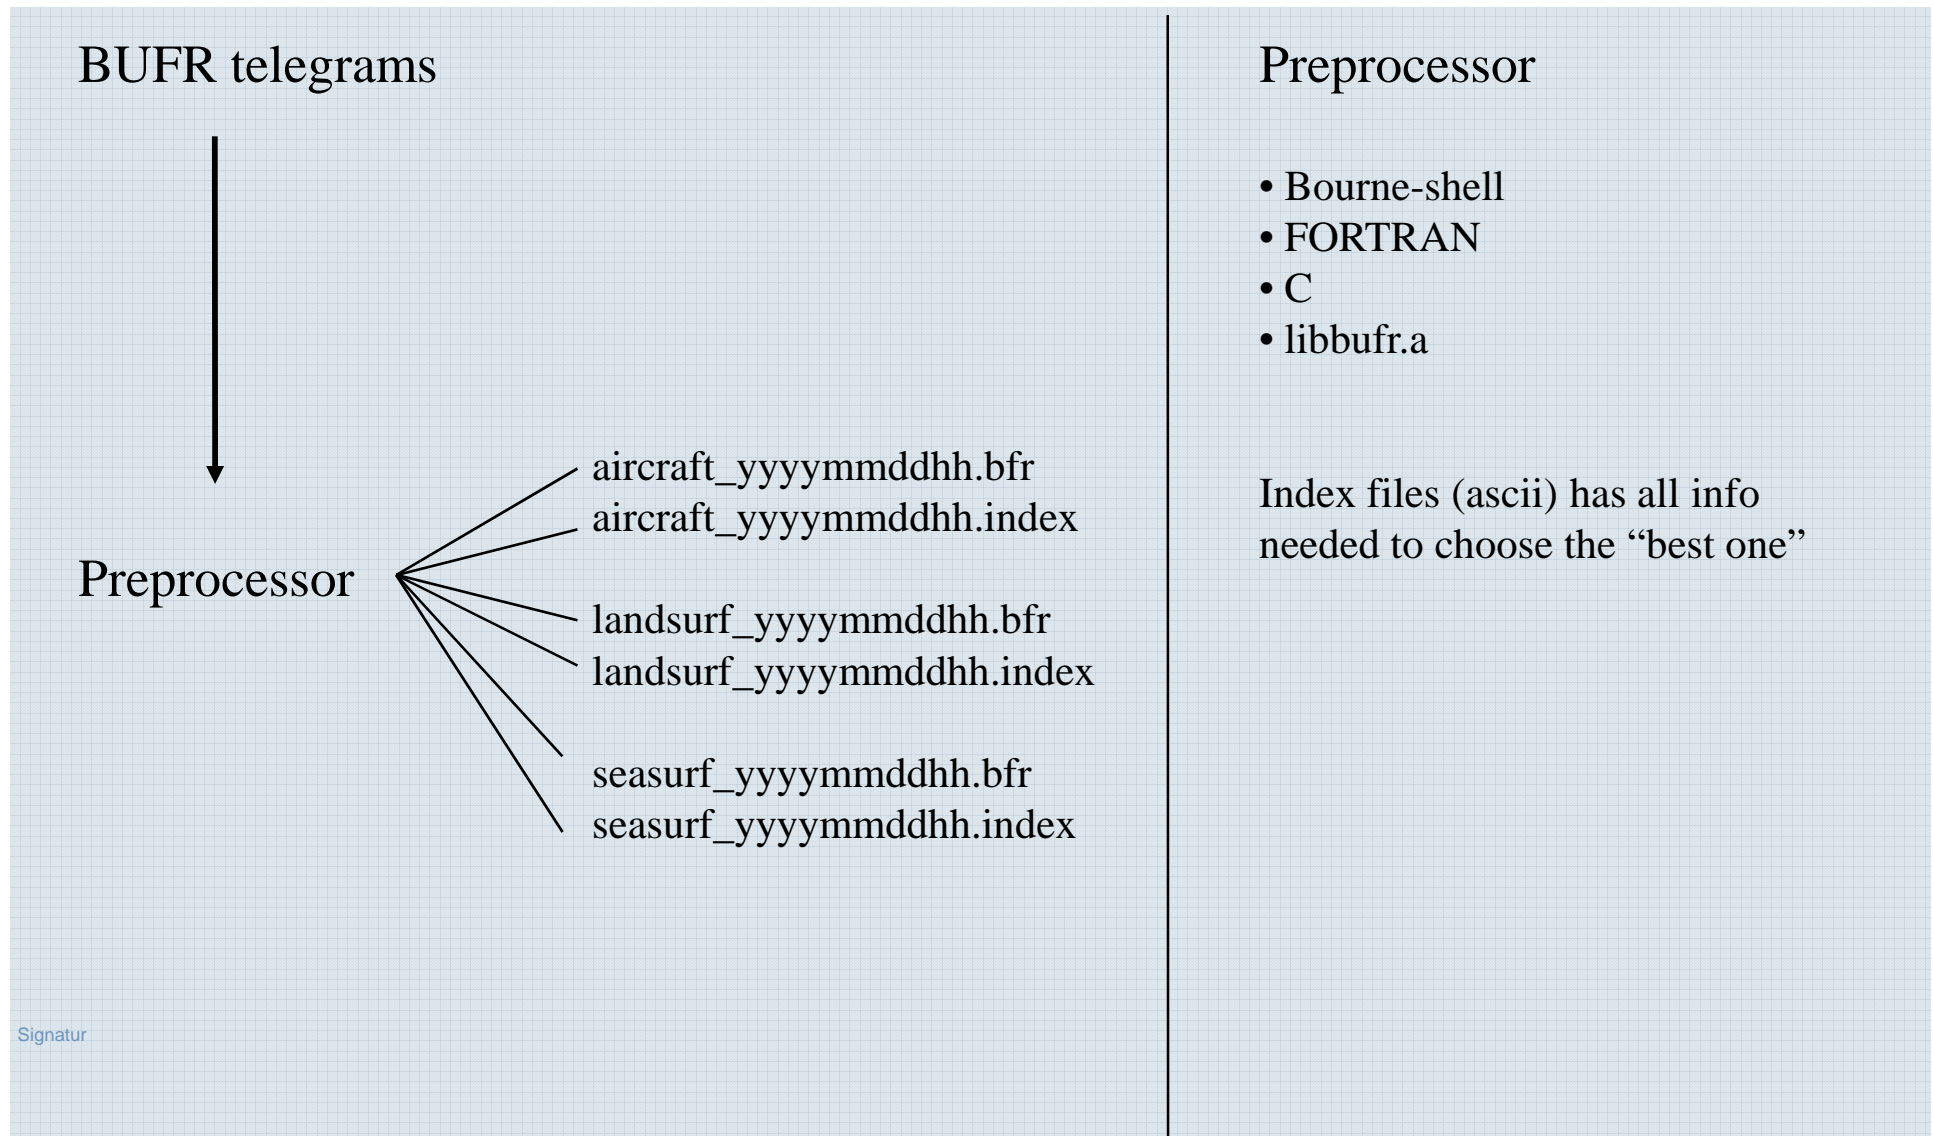 BUFR telegrams
Preprocessor
aircraft_yyyymmddhh.bfr
aircraft_yyyymmddhh.index
landsurf_yyyymmddhh.bfr
landsurf_yyyymmddhh.index
seasurf_yyyymmddhh.bfr
seasurf_yyyymmddhh.index
Preprocessor
• Bourne-shell
• FORTRAN
• C
• libbufr.a
Index files (ascii) has all info
needed to choose the “best one”
Signatur